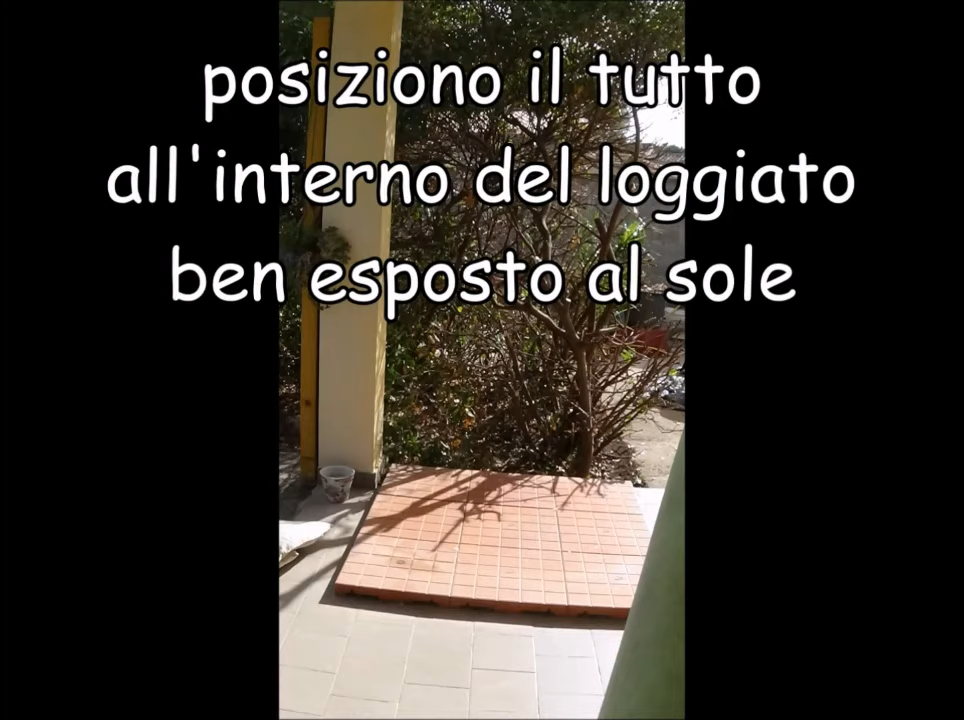 posiziono il tutto
all'interno del loggiato
ben esposto al sole